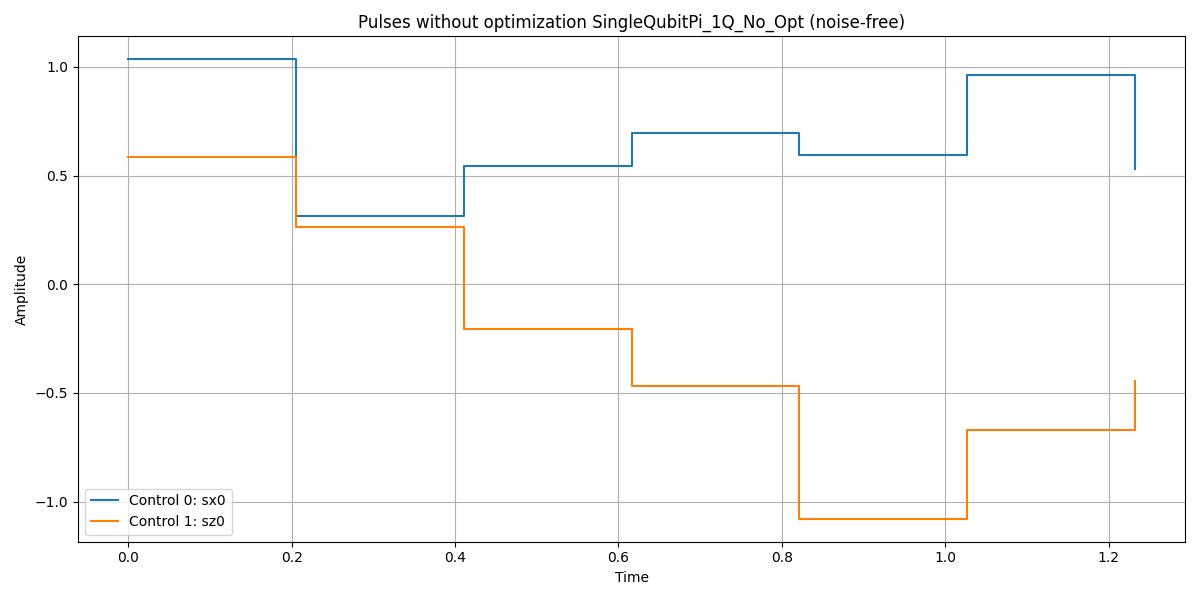 Pulses without optimization SingleQubitPi_1Q_No_Opt (noise-free)
1.0
0.5
0.0
−0.5
−1.0
Amplitude
Control 0: sx0
Control 1: sz0
0.0 0.2 0.4 0.6 0.8 1.0 1.2
Time